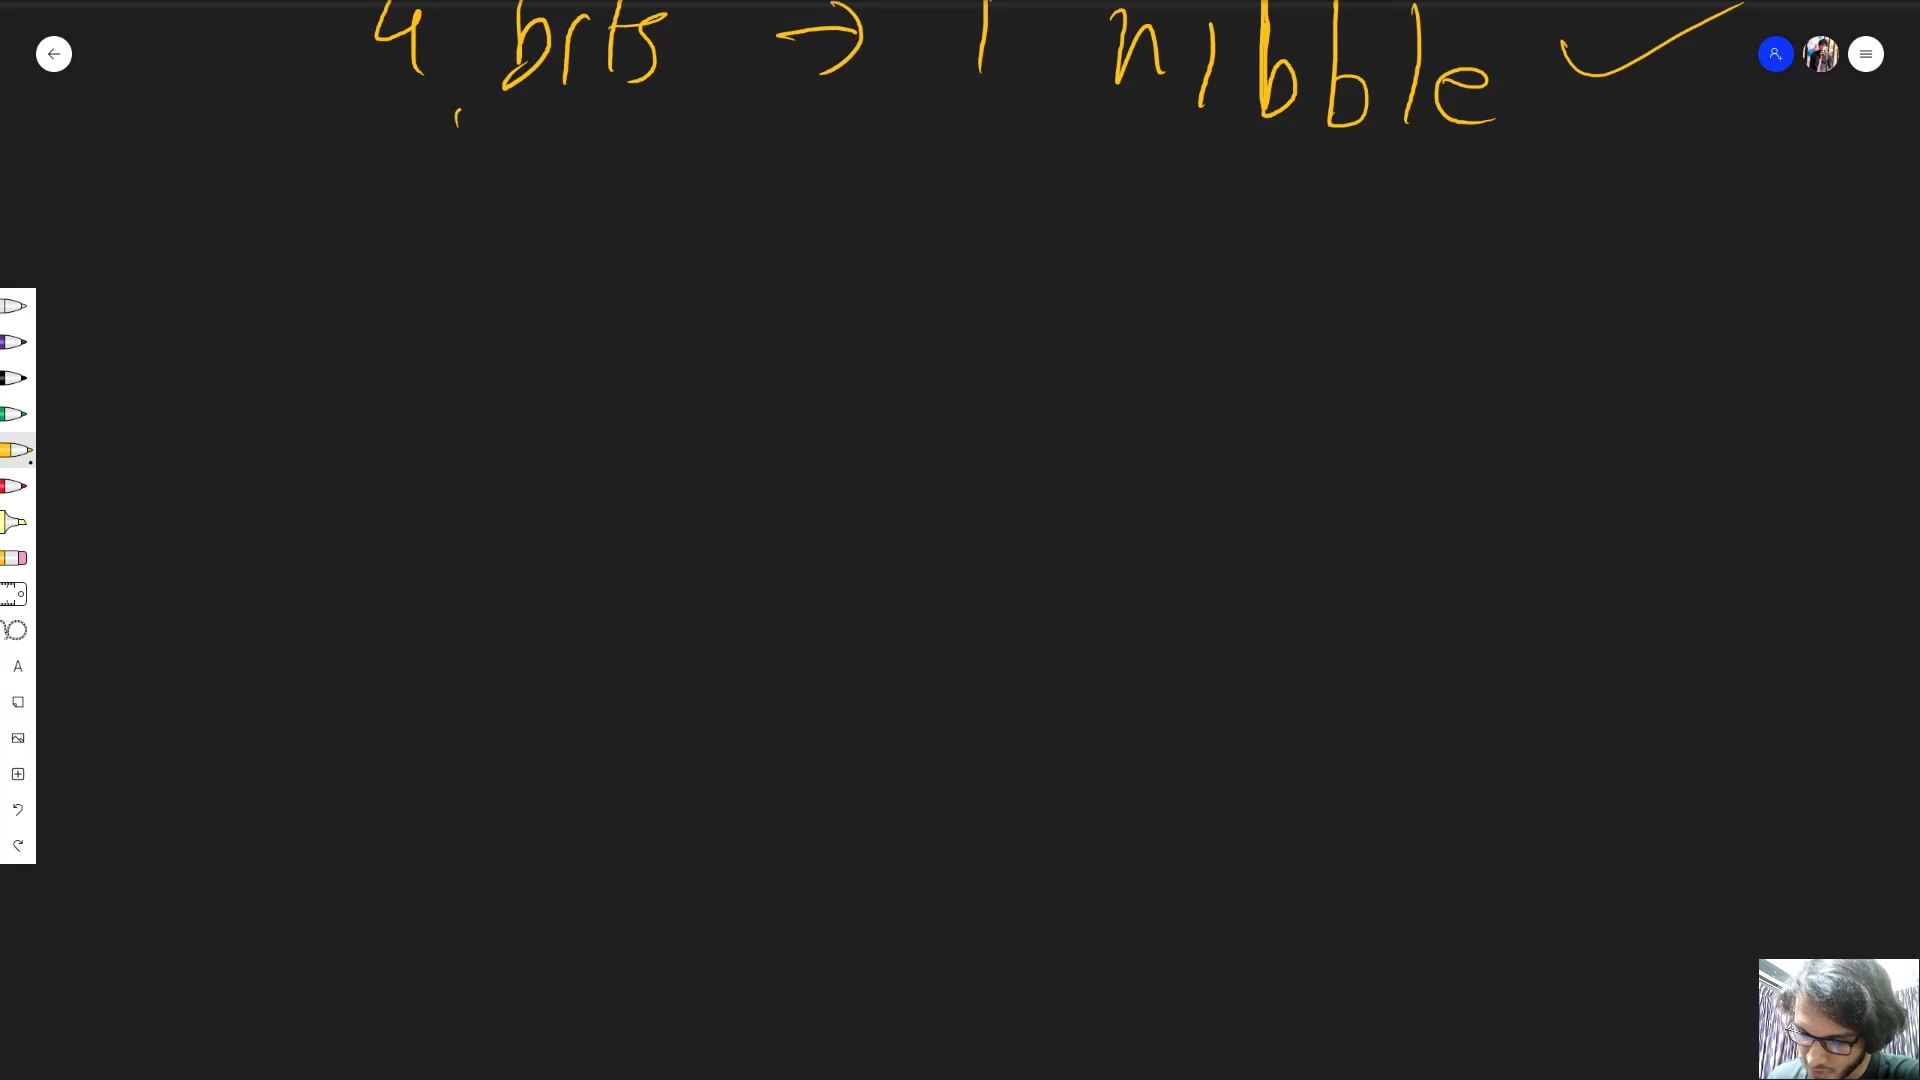 4 bits → 1 nibble ✓
A